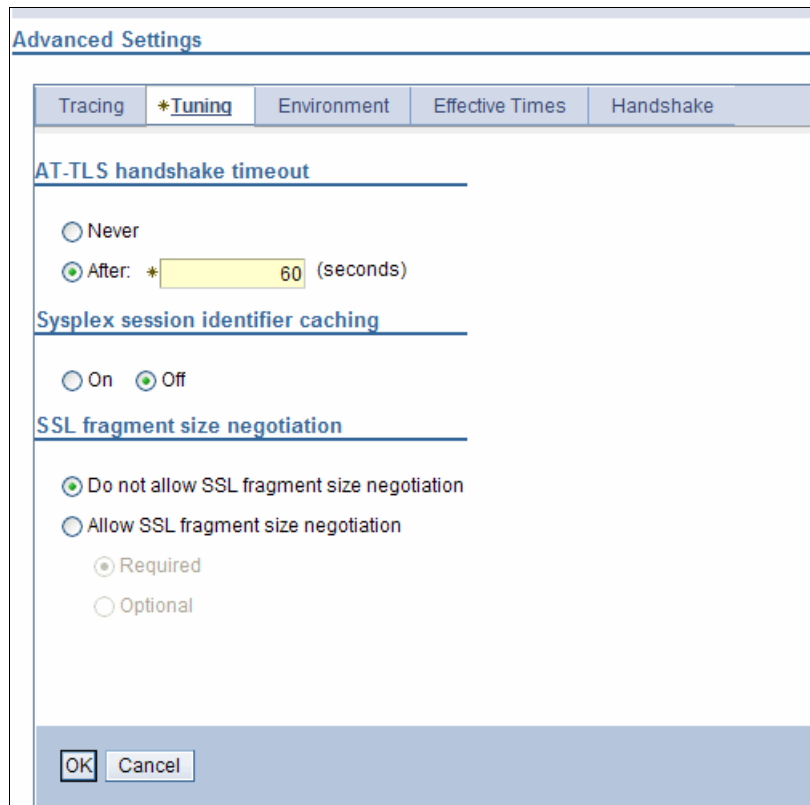 Advanced Settings
Tracing *Tuning Environment Effective Times Handshake
AT-TLS handshake timeout
Never
After: * 60 (seconds)
Sysplex session identifier caching
On Off
SSL fragment size negotiation
Do not allow SSL fragment size negotiation
Allow SSL fragment size negotiation
Required
Optional
OK Cancel